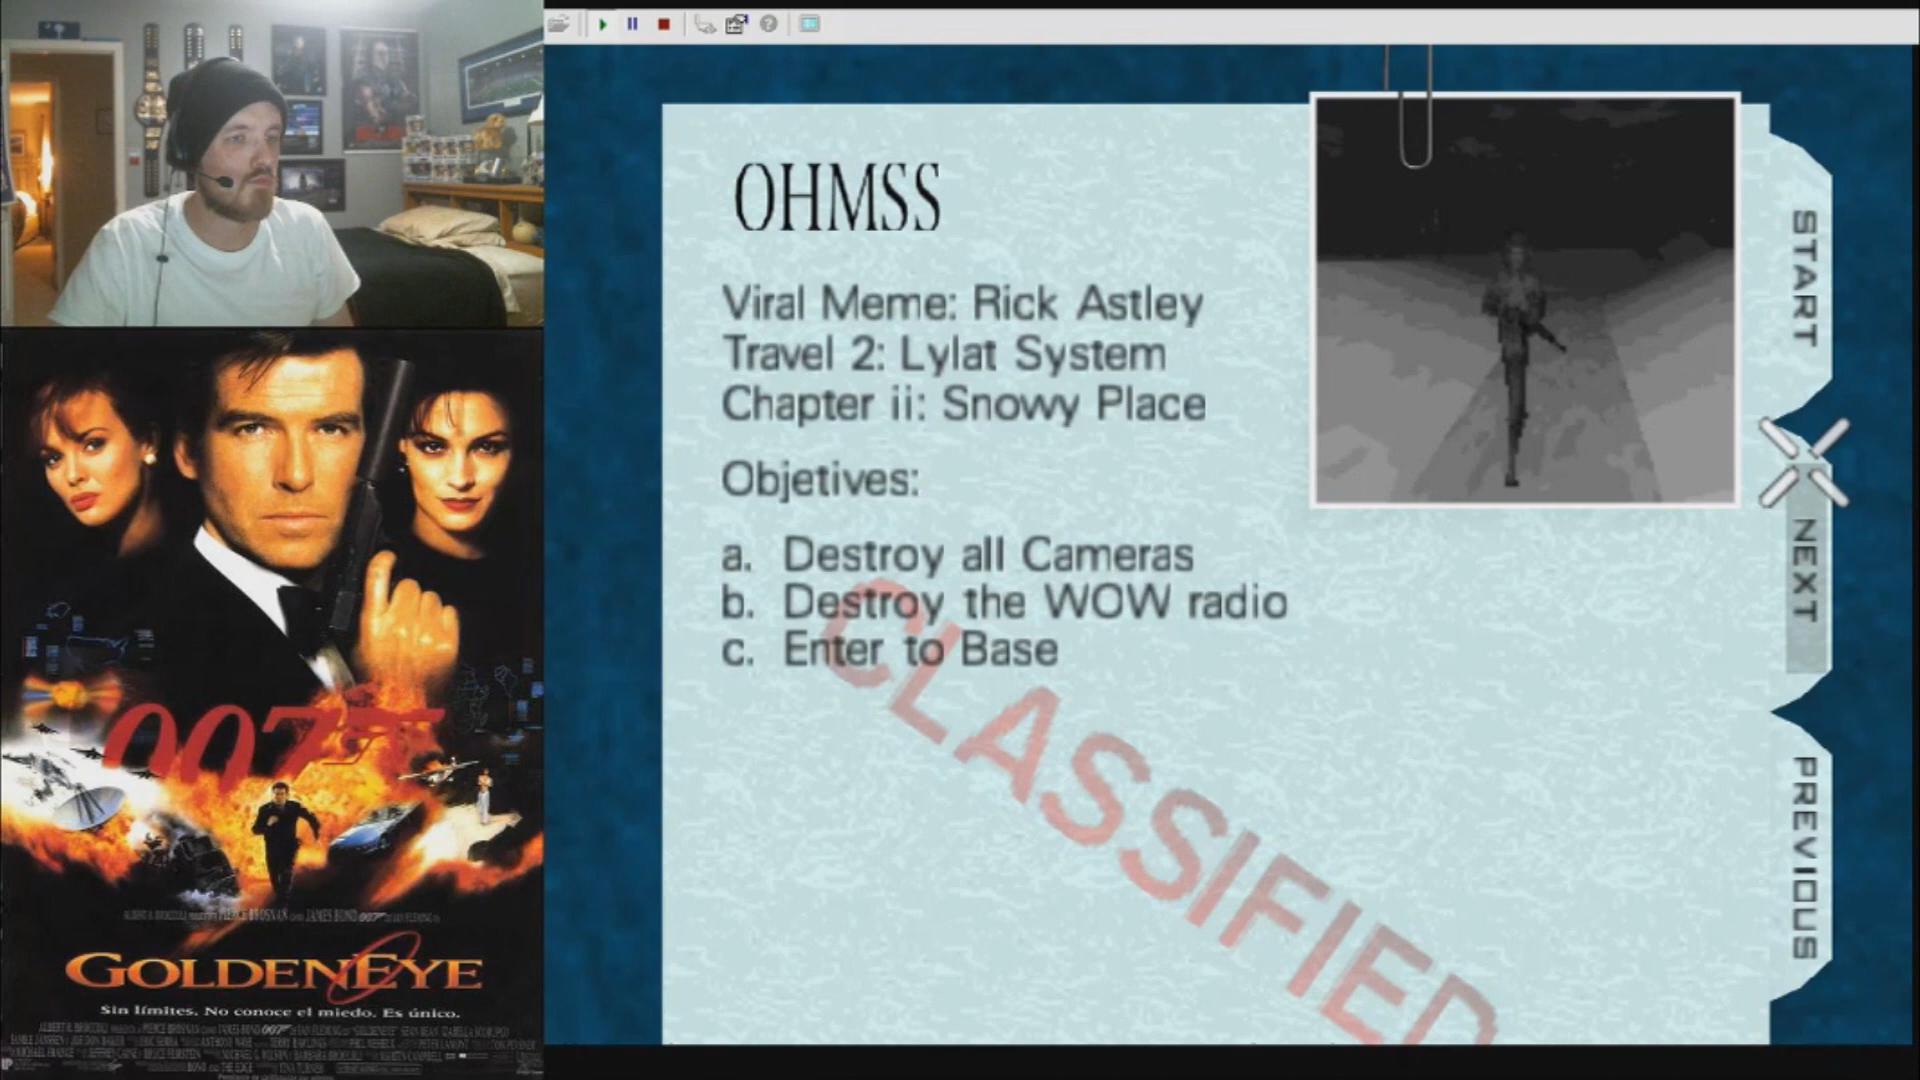 OHMSS
Viral Meme: Rick Astley
Travel 2: Lylat System
Chapter ii: Snowy Place
Objetives:
a. Destroy all Cameras
b. Destroy the WOW radio
c. Enter to Base
CLASSIFIED
START
NEXT
PREVIOUS
007
GOLDENEYE
Sin límites. No conoce el miedo. Es único.